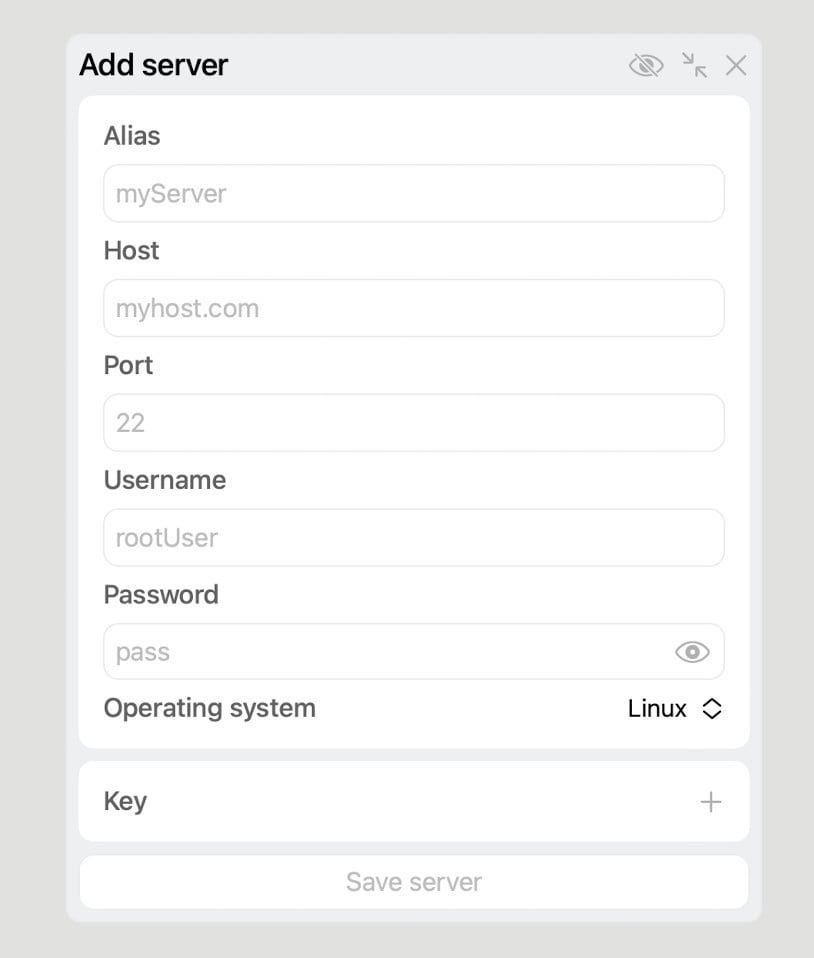 Add server
Alias
myServer
Host
myhost.com
Port
22
Username
rootUser
Password
pass
Operating system Linux
Key
Save server